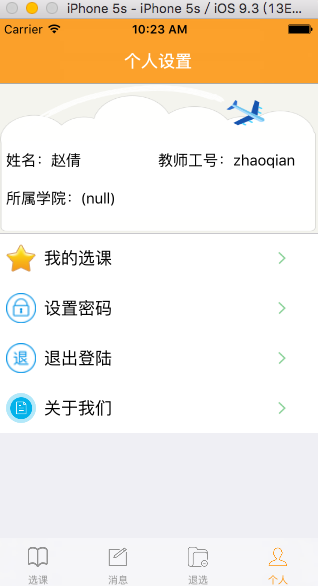 iPhone 5s - iPhone 5s / iOS 9.3 (13E...
Carrier 10:23 AM
个人设置
姓名：赵倩 教师工号：zhaoqian
所属学院：(null)
我的选课
设置密码
退 退出登陆
关于我们
选课 消息 退选 个人